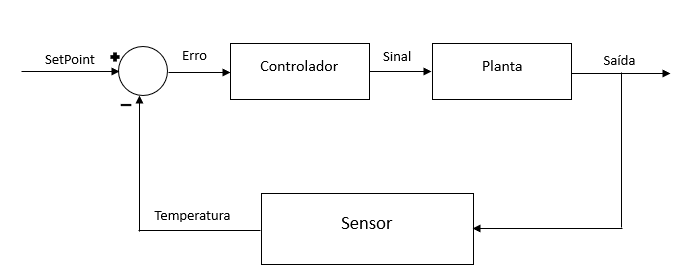 SetPoint
+
Erro
Controlador
Sinal
Planta
Saída
−
Temperatura
Sensor